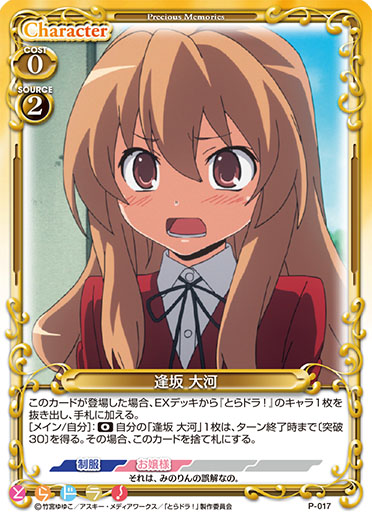 Precious Memories
Character
COST
0
SOURCE
2
逢坂 大河
このカードが登場した場合、EXデッキから『とらドラ！』のキャラ1枚を
抜き出し、手札に加える。
[メイン/自分]：0 自分の「逢坂 大河」1枚は、ターン終了時まで〔突破
30〕を得る。その場合、このカードを捨て札にする。
制服 お嬢様
それは、みのりんの誤解なの。
とらドラ！
©竹宮ゆゆこ／アスキー・メディアワークス／「とらドラ！」製作委員会 P-017